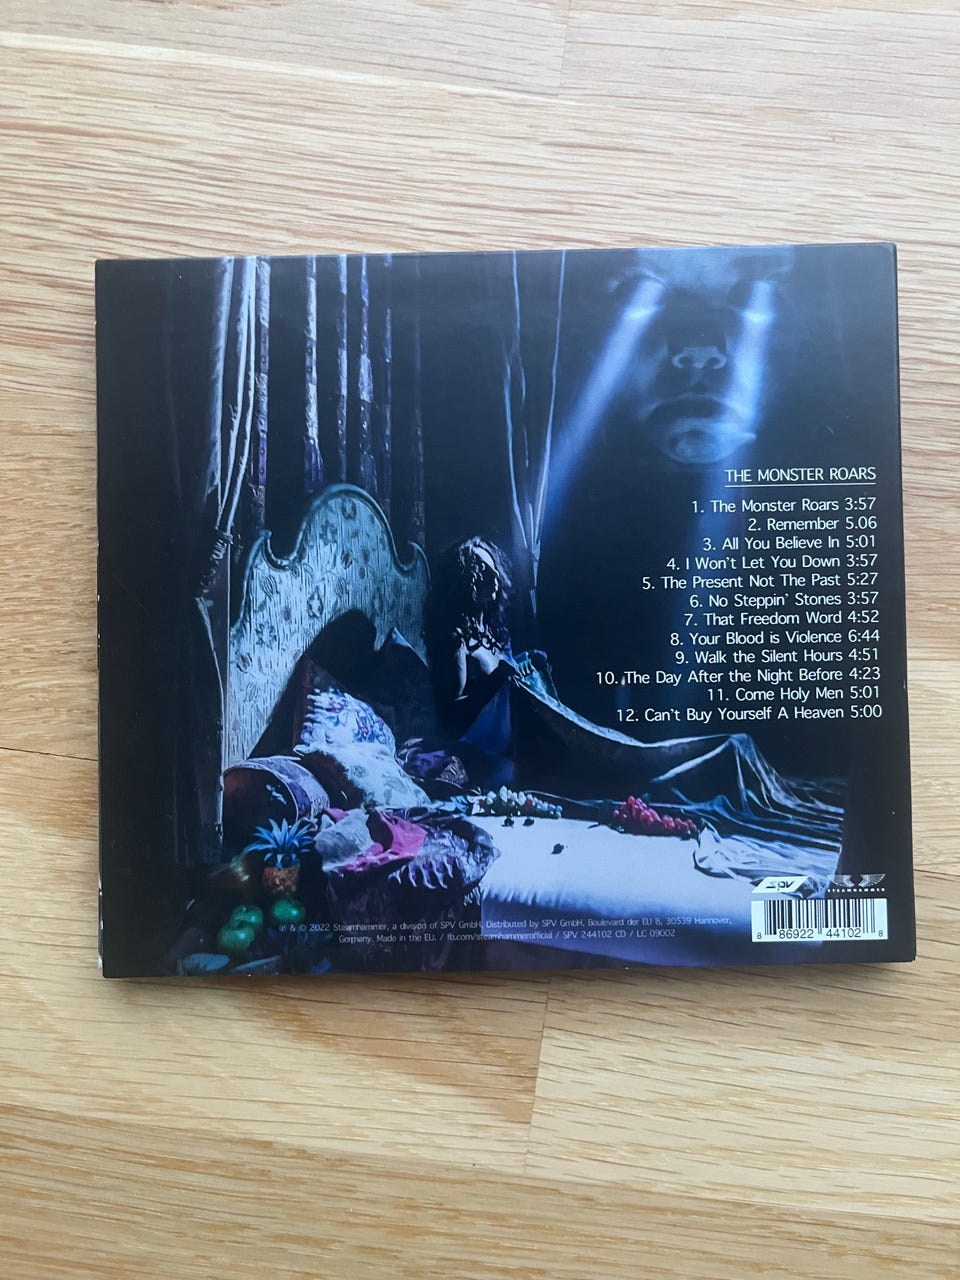 THE MONSTER ROARS
1. The Monster Roars 3:57
2. Remember 5.06
3. All You Believe In 5:01
4. I Won't Let You Down 3:57
5. The Present Not The Past 5:27
6. No Steppin' Stones 3:57
7. That Freedom Word 4:52
8. Your Blood is Violence 6:44
9. Walk the Silent Hours 4:51
10. The Day After the Night Before 4:23
11. Come Holy Men 5:01
12. Can't Buy Yourself A Heaven 5:00
SPV STEAMHAMMER
℗ & © 2022 Steamhammer, a division of SPV GmbH. Distributed by SPV GmbH, Boulevard der EU 8, 30539 Hannover,
Germany. Made in the EU. / fb.com/steamhammerofficial / SPV 244102 CD / LC 09002
8 86922 44102 8